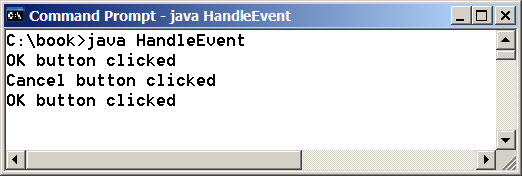 Command Prompt - java HandleEvent
C:\book>java HandleEvent
OK button clicked
Cancel button clicked
OK button clicked